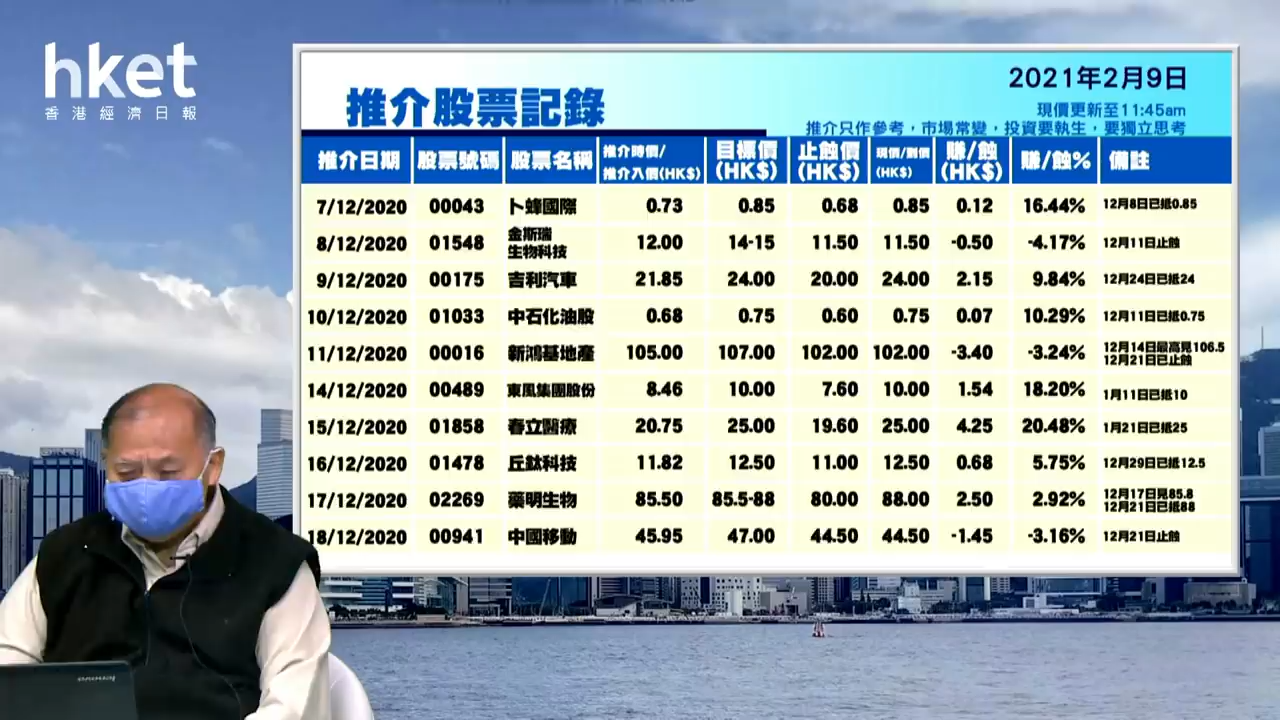 hket
香港經濟日報
2021年2月9日
推介股票記錄
現價更新至11:45am
推介只作參考，市場常變，投資要執生，要獨立思考
推介日期 股票號碼 股票名稱 推介時價/推介入價(HK$) 目標價(HK$) 止蝕價(HK$) 現價/割價(HK$) 賺/蝕(HK$) 賺/蝕% 備註
7/12/2020 00043 卜蜂國際 0.73 0.85 0.68 0.85 0.12 16.44% 12月8日已抵0.85
8/12/2020 01548 金斯瑞生物科技 12.00 14-15 11.50 11.50 -0.50 -4.17% 12月11日止蝕
9/12/2020 00175 吉利汽車 21.85 24.00 20.00 24.00 2.15 9.84% 12月24日已抵24
10/12/2020 01033 中石化油服 0.68 0.75 0.60 0.75 0.07 10.29% 12月11日已抵0.75
11/12/2020 00016 新鴻基地產 105.00 107.00 102.00 102.00 -3.40 -3.24% 12月14日最高見106.5
12月21日已止蝕
14/12/2020 00489 東風集團股份 8.46 10.00 7.60 10.00 1.54 18.20% 1月11日已抵10
15/12/2020 01858 春立醫療 20.75 25.00 19.60 25.00 4.25 20.48% 1月21日已抵25
16/12/2020 01478 丘鈦科技 11.82 12.50 11.00 12.50 0.68 5.75% 12月29日已抵12.5
17/12/2020 02269 藥明生物 85.50 85.5-88 80.00 88.00 2.50 2.92% 12月17日見85.8
12月21日已抵88
18/12/2020 00941 中國移動 45.95 47.00 44.50 44.50 -1.45 -3.16% 12月21日止蝕
lenovo